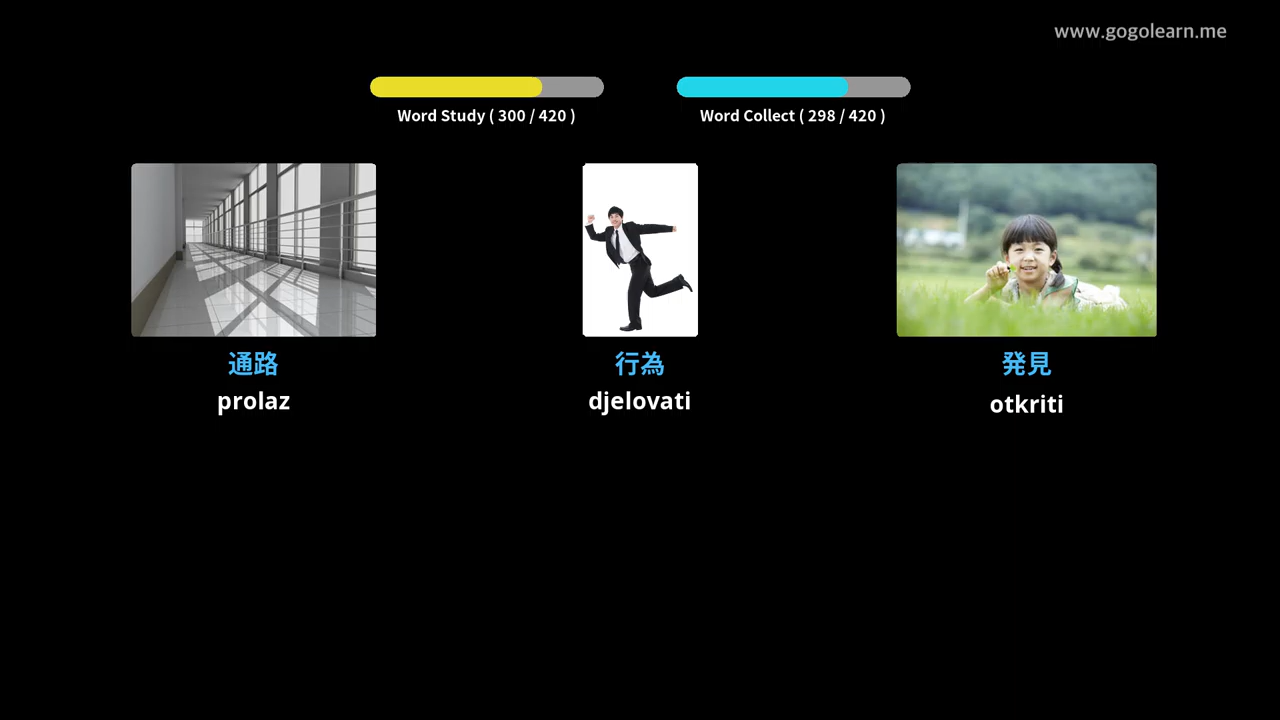 www.gogolearn.me
Word Study ( 300 / 420 )
Word Collect ( 298 / 420 )
通路
prolaz
行為
djelovati
発見
otkriti